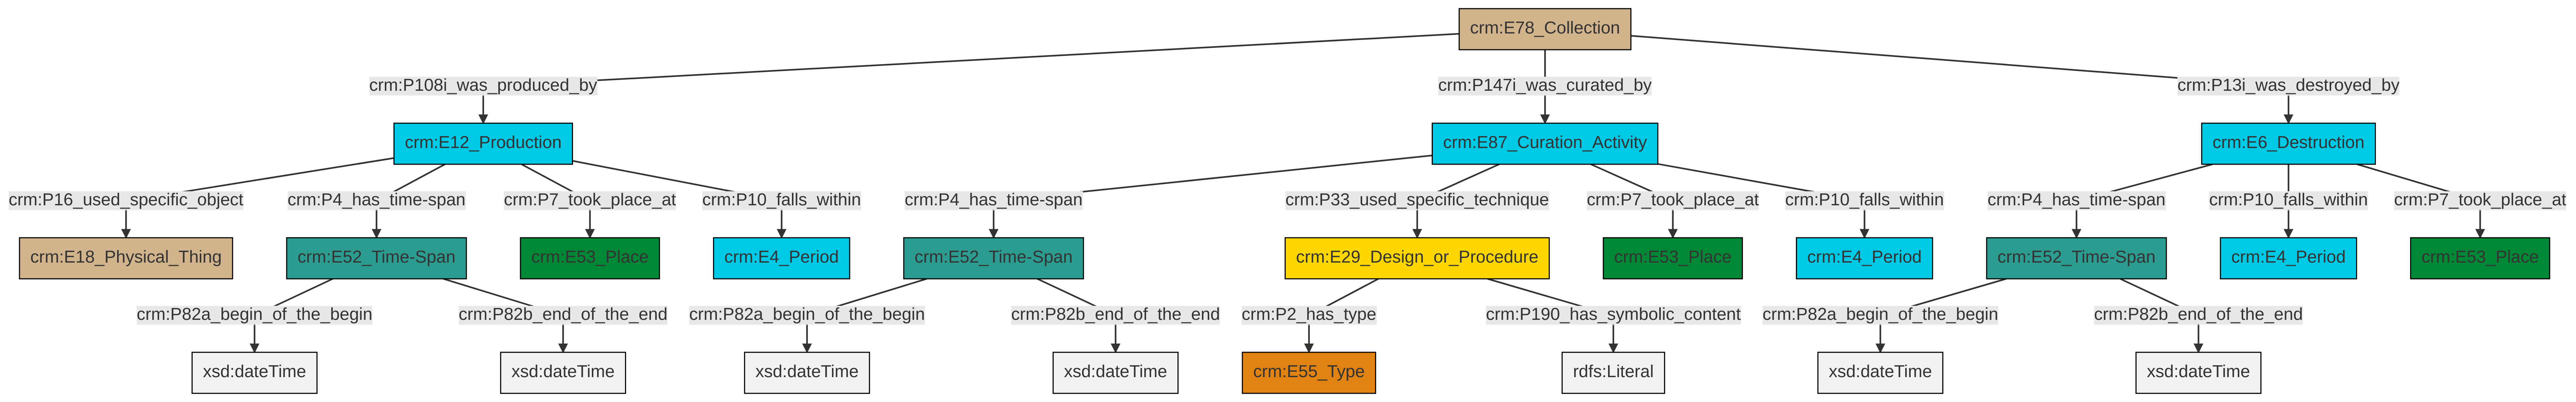 crm:E78_Collection
crm:P108i_was_produced_by
crm:P147i_was_curated_by
crm:P13i_was_destroyed_by
crm:E12_Production
crm:E87_Curation_Activity
crm:E6_Destruction
crm:P16_used_specific_object
crm:P4_has_time-span
crm:P7_took_place_at
crm:P10_falls_within
crm:P4_has_time-span
crm:P33_used_specific_technique
crm:P7_took_place_at
crm:P10_falls_within
crm:P4_has_time-span
crm:P10_falls_within
crm:P7_took_place_at
crm:E18_Physical_Thing
crm:E52_Time-Span
crm:E53_Place
crm:E4_Period
crm:E52_Time-Span
crm:E29_Design_or_Procedure
crm:E53_Place
crm:E4_Period
crm:E52_Time-Span
crm:E4_Period
crm:E53_Place
crm:P82a_begin_of_the_begin
crm:P82b_end_of_the_end
crm:P82a_begin_of_the_begin
crm:P82b_end_of_the_end
crm:P2_has_type
crm:P190_has_symbolic_content
crm:P82a_begin_of_the_begin
crm:P82b_end_of_the_end
xsd:dateTime
xsd:dateTime
xsd:dateTime
xsd:dateTime
crm:E55_Type
rdfs:Literal
xsd:dateTime
xsd:dateTime